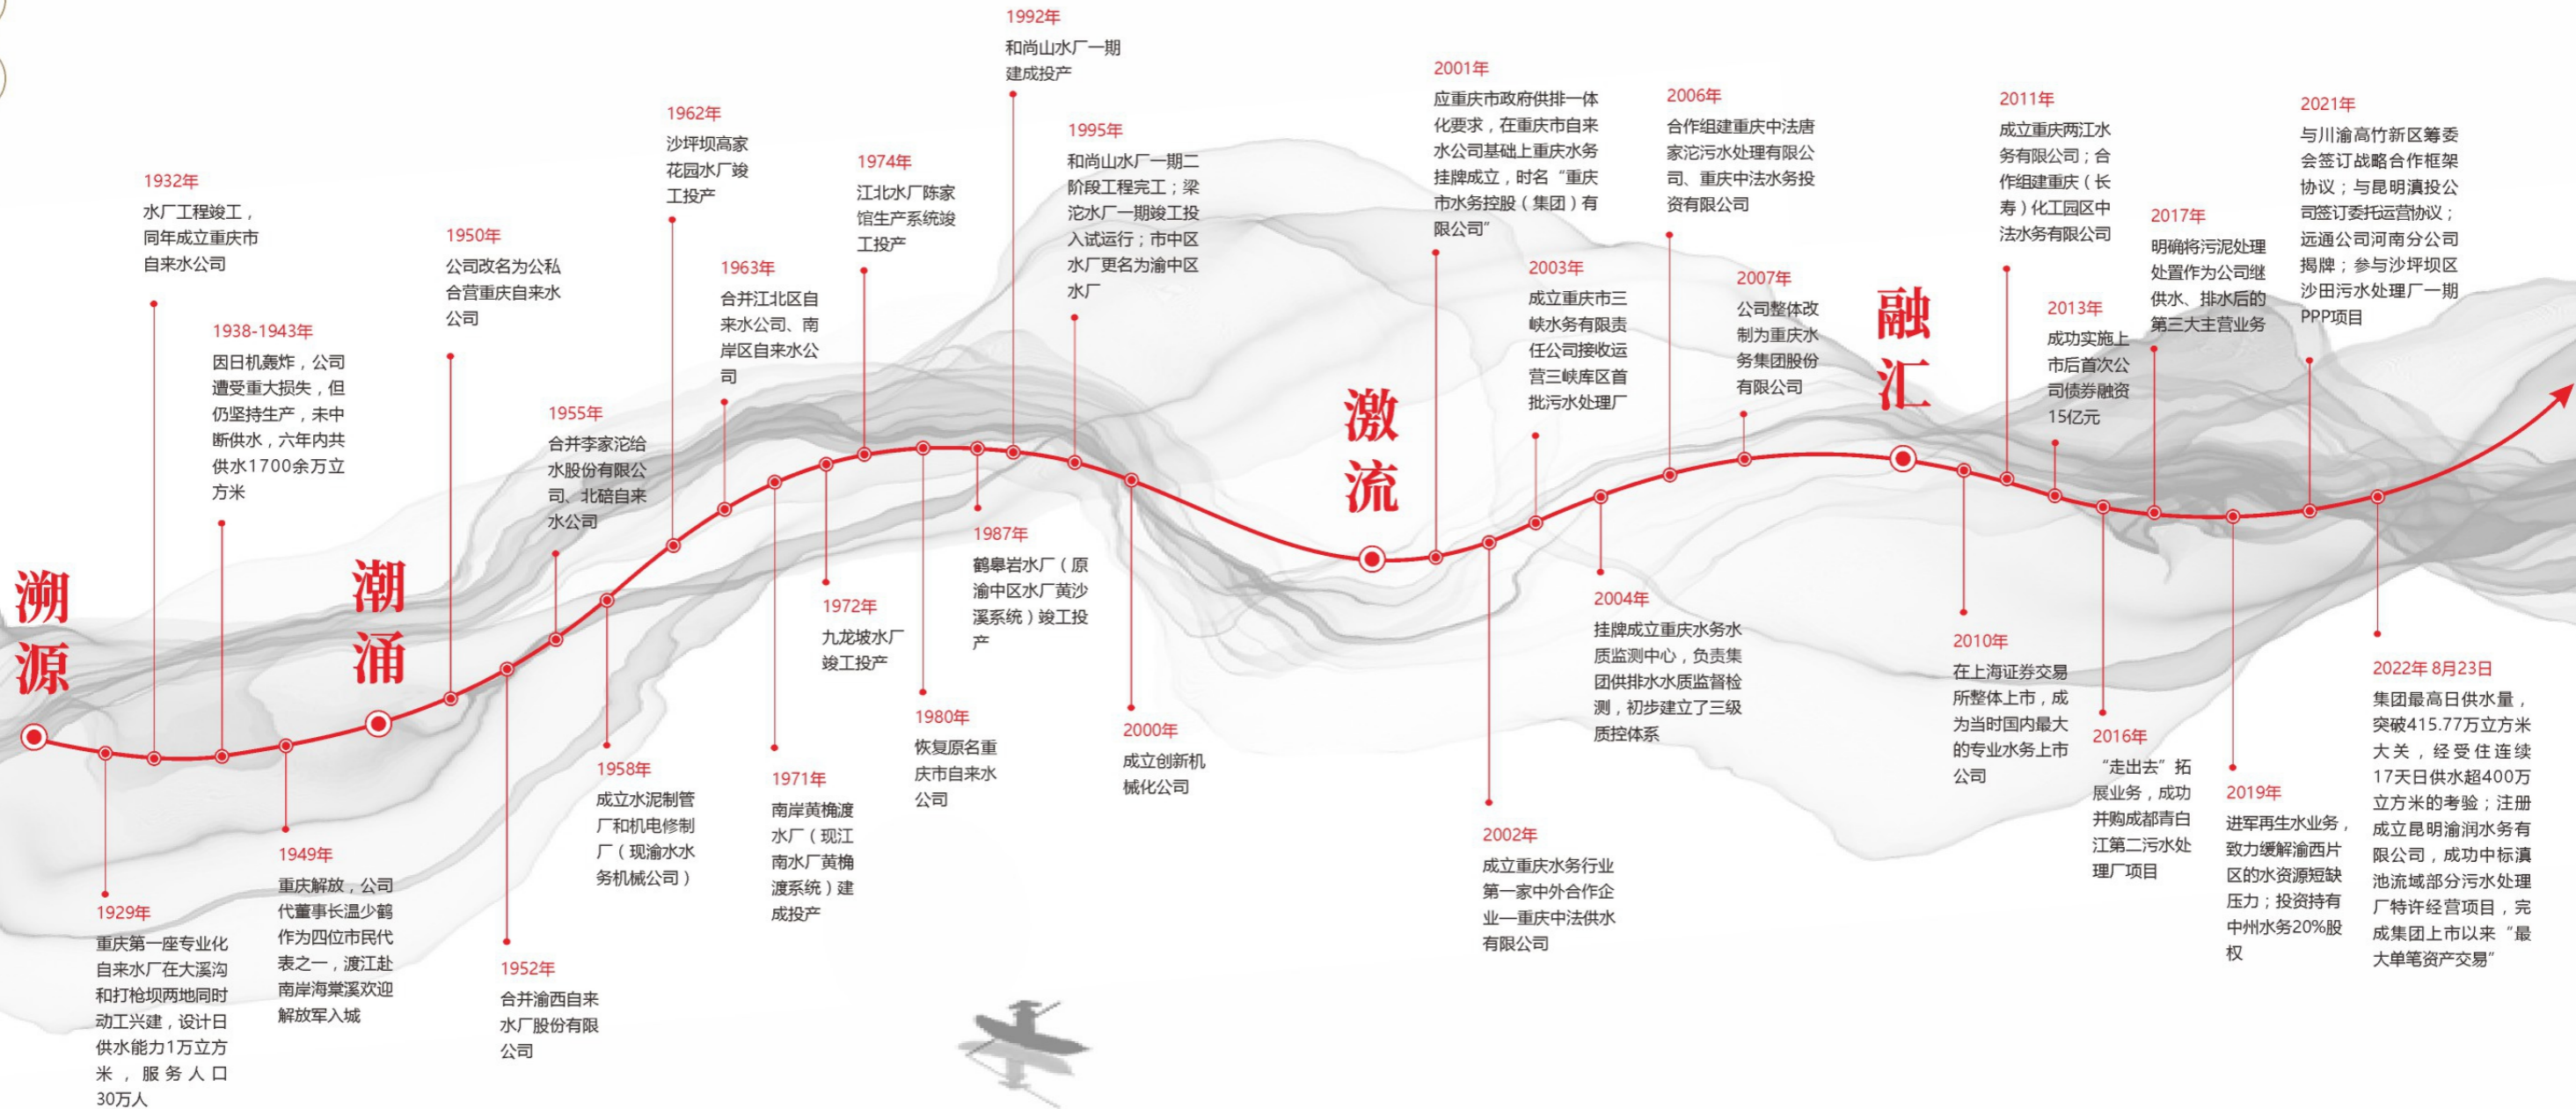 溯源
1929年
重庆第一座专业化
自来水厂在大溪沟
和打枪坝两地同时
动工兴建，设计日
供水能力1万立方
米，服务人口
30万人
1932年
水厂工程竣工，
同年成立重庆市
自来水公司
1938-1943年
因日机轰炸，公司
遭受重大损失，但
仍坚持生产，未中
断供水，六年内共
供水1700余万立
方米
1949年
重庆解放，公司
代董事长温少鹤
作为四位市民代
表之一，渡江赴
南岸海棠溪欢迎
解放军入城
潮涌
1950年
公司改名为公私
合营重庆自来水
公司
1952年
合并渝西自来
水厂股份有限
公司
1955年
合并李家沱给
水股份有限公
司、北碚自来
水公司
1958年
成立水泥制管
厂和机电修制
厂（现渝水水
务机械公司）
1962年
沙坪坝高家
花园水厂竣
工投产
1963年
合并江北区自
来水公司、南
岸区自来水公
司
1971年
南岸黄桷渡
水厂（现江
南水厂黄桷
渡系统）建
成投产
1972年
九龙坡水厂
竣工投产
1974年
江北水厂陈家
馆生产系统竣
工投产
1980年
恢复原名重
庆市自来水
公司
1987年
鹤皋岩水厂（原
渝中区水厂黄沙
溪系统）竣工投
产
1992年
和尚山水厂一期
建成投产
1995年
和尚山水厂一期二
阶段工程完工；梁
沱水厂一期竣工投
入试运行；市中区
水厂更名为渝中区
水厂
2000年
成立创新机
械化公司
激流
2001年
应重庆市政府供排一体
化要求，在重庆市自来
水公司基础上重庆水务
挂牌成立，时名“重庆
市水务控股（集团）有
限公司”
2002年
成立重庆水务行业
第一家中外合作企
业—重庆中法供水
有限公司
2003年
成立重庆市三
峡水务有限责
任公司接收运
营三峡库区首
批污水处理厂
2004年
挂牌成立重庆水务水
质监测中心，负责集
团供排水水质监督检
测，初步建立了三级
质控体系
2006年
合作组建重庆中法唐
家沱污水处理有限公
司、重庆中法水务投
资有限公司
2007年
公司整体改
制为重庆水
务集团股份
有限公司
融汇
2010年
在上海证券交易
所整体上市，成
为当时国内最大
的专业水务上市
公司
2011年
成立重庆两江水
务有限公司；合
作组建重庆（长
寿）化工园区中
法水务有限公司
2013年
成功实施上
市后首次公
司债券融资
15亿元
2016年
“走出去”拓
展业务，成功
并购成都青白
江第二污水处
理厂项目
2017年
明确将污泥处理
处置作为公司继
供水、排水后的
第三大主营业务
2019年
进军再生水业务，
致力缓解渝西片
区的水资源短缺
压力；投资持有
中州水务20%股
权
2021年
与川渝高竹新区筹委
会签订战略合作框架
协议；与昆明滇投公
司签订委托运营协议；
远通公司河南分公司
揭牌；参与沙坪坝区
沙田污水处理厂一期
PPP项目
2022年 8月23日
集团最高日供水量，
突破415.77万立方米
大关，经受住连续
17天日供水超400万
立方米的考验；注册
成立昆明渝润水务有
限公司，成功中标滇
池流域部分污水处理
厂特许经营项目，完
成集团上市以来“最
大单笔资产交易”